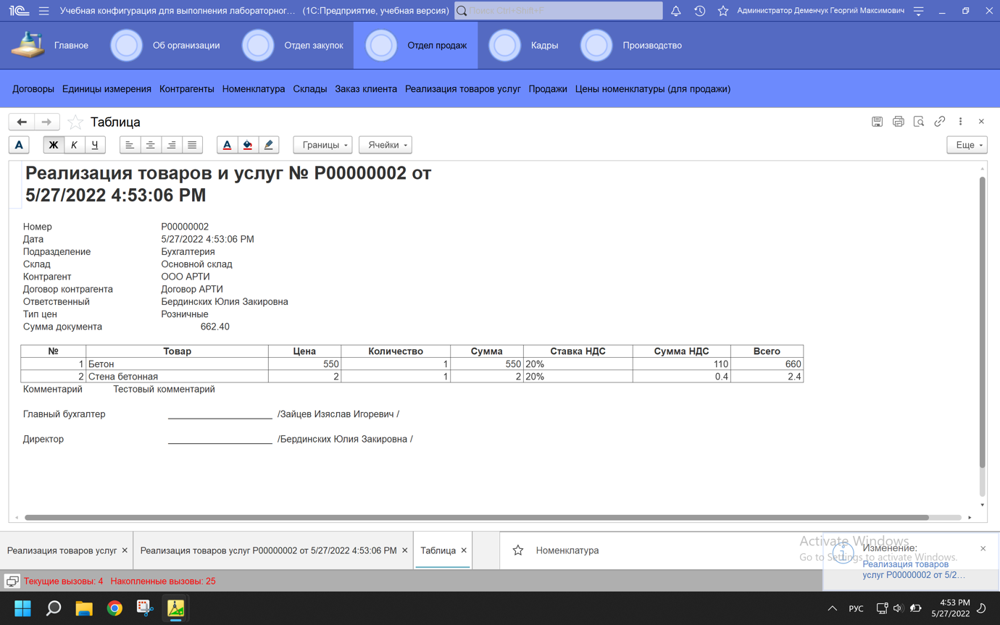 1С Учебная конфигурация для выполнения лабораторног... (1С:Предприятие, учебная версия) Поиск Ctrl+Shift+F Администратор Деменчук Георгий Максимович
Главное Об организации Отдел закупок Отдел продаж Кадры Производство
Договоры Единицы измерения Контрагенты Номенклатура Склады Заказ клиента Реализация товаров услуг Продажи Цены номенклатуры (для продажи)
Таблица
А Ж К Ч А Границы Ячейки Еще
Реализация товаров и услуг № Р00000002 от
5/27/2022 4:53:06 PM
Номер Р00000002
Дата 5/27/2022 4:53:06 PM
Подразделение Бухгалтерия
Склад Основной склад
Контрагент ООО АРТИ
Договор контрагента Договор АРТИ
Ответственный Бердинских Юлия Закировна
Тип цен Розничные
Сумма документа 662.40
№ Товар Цена Количество Сумма Ставка НДС Сумма НДС Всего
1 Бетон 550 1 550 20% 110 660
2 Стена бетонная 2 1 2 20% 0.4 2.4
Комментарий Тестовый комментарий
Главный бухгалтер /Зайцев Изяслав Игоревич /
Директор /Бердинских Юлия Закировна /
Реализация товаров услуг × Реализация товаров услуг Р00000002 от 5/27/2022 4:53:06 PM × Таблица × Номенклатура
Activate Windows
Go to Settings to activate Windows.
Изменение:
Реализация товаров
услуг Р00000002 от 5/2...
Текущие вызовы: 4 Накопленные вызовы: 25
РУС 4:53 PM
5/27/2022